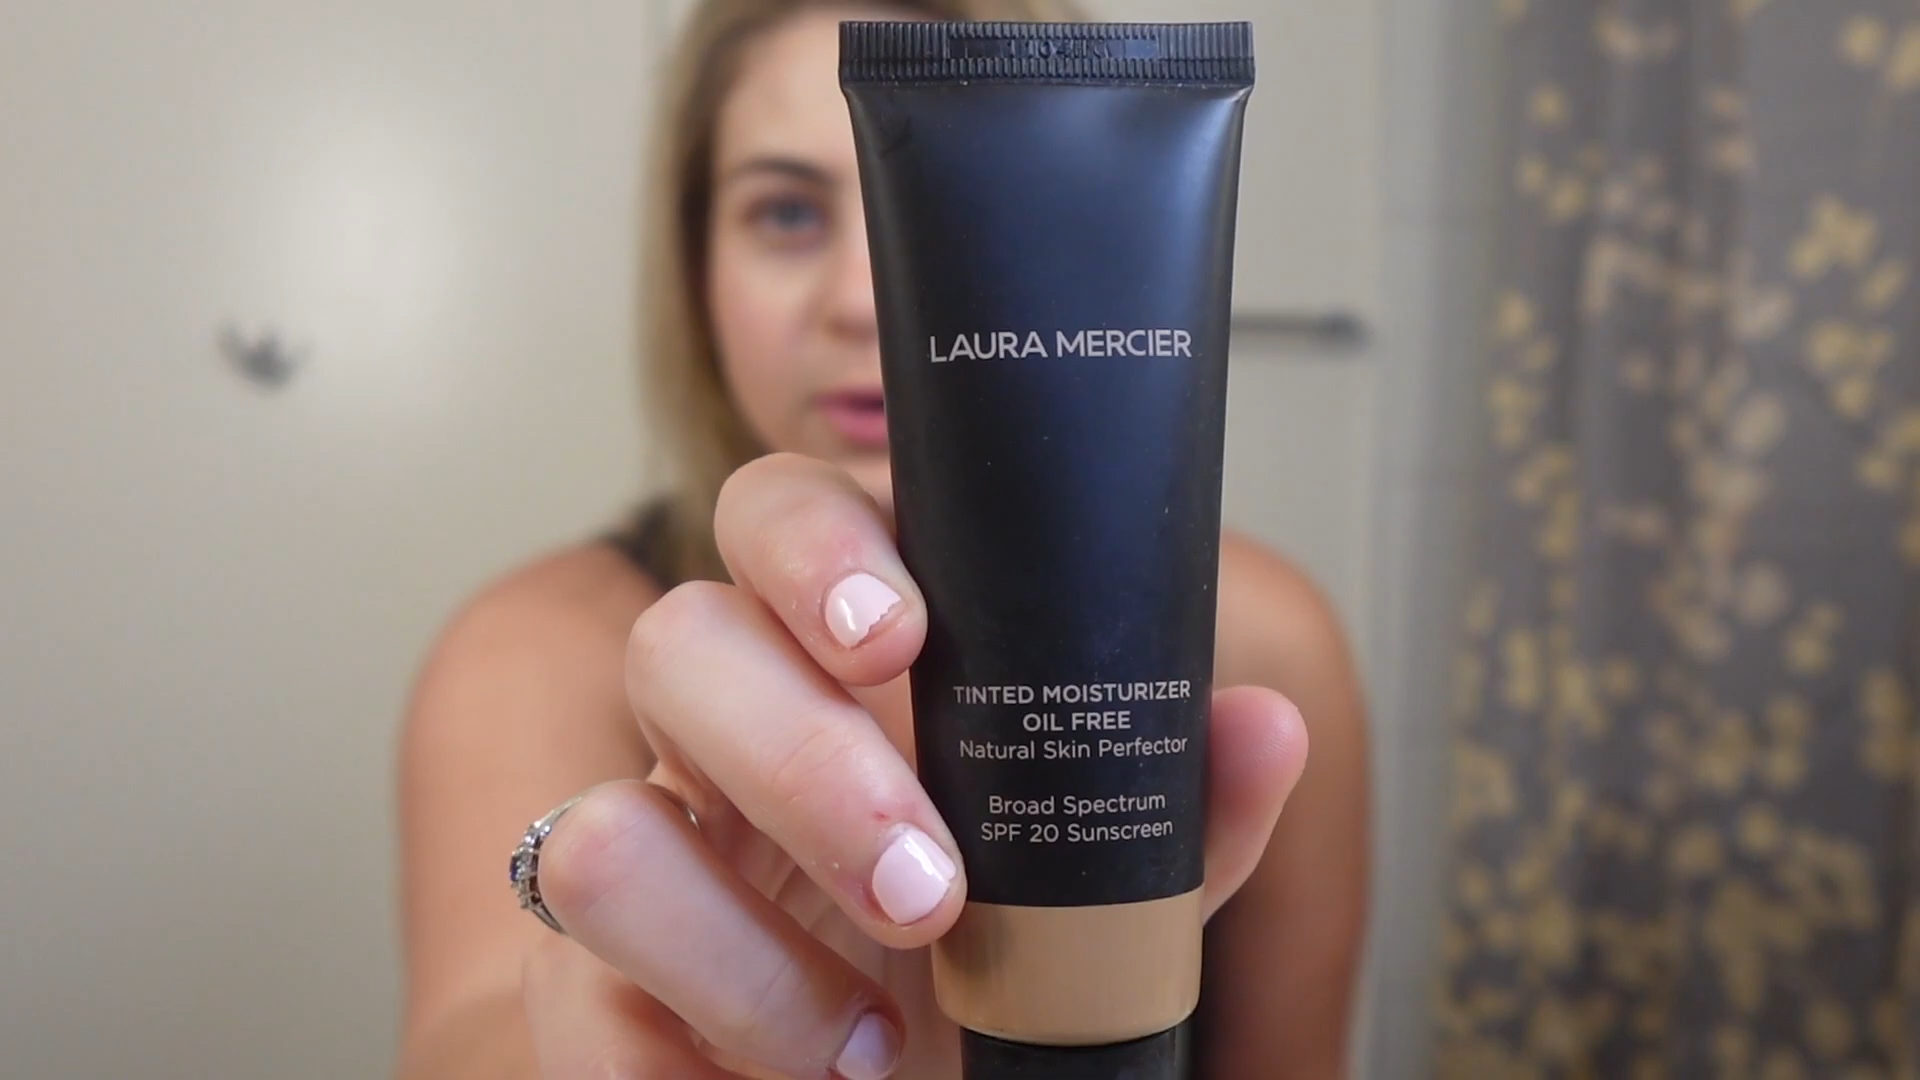 LAURA MERCIER
TINTED MOISTURIZER
OIL FREE
Natural Skin Perfector
Broad Spectrum
SPF 20 Sunscreen